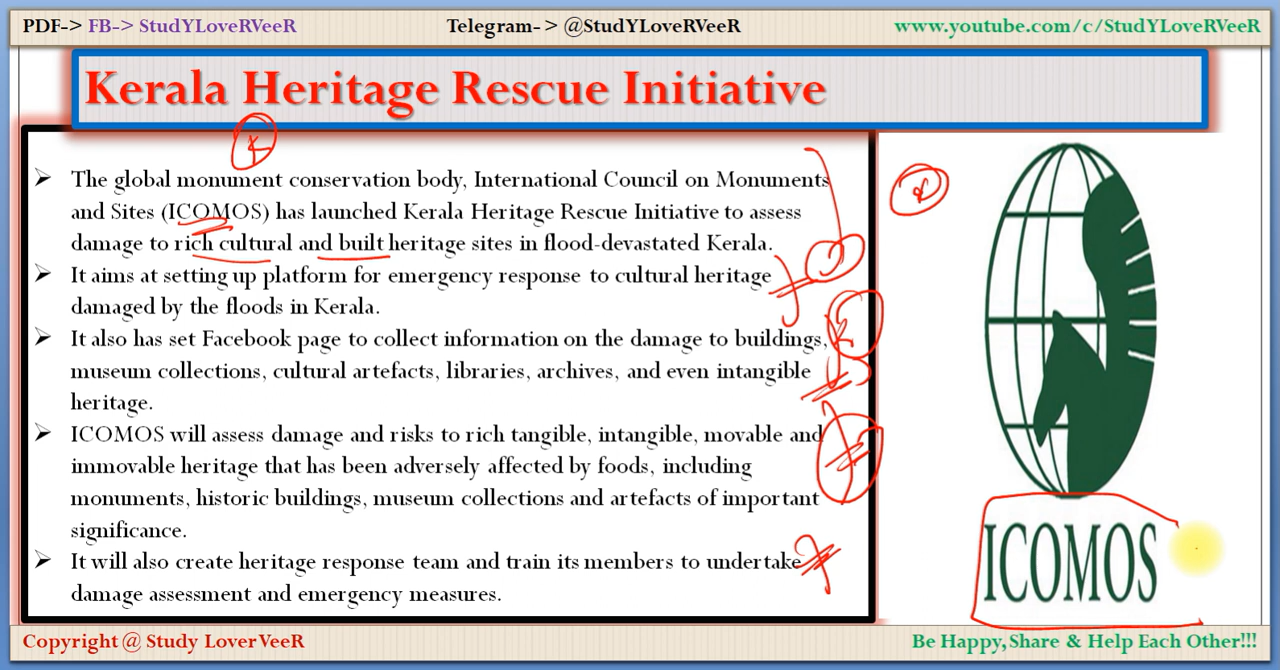 PDF-> FB-> StudYLoveRVeeR Telegram- > @StudYLoveRVeeR www.youtube.com/c/StudYLoveRVeeR
Kerala Heritage Rescue Initiative
➢ The global monument conservation body, International Council on Monuments
and Sites (ICOMOS) has launched Kerala Heritage Rescue Initiative to assess
damage to rich cultural and built heritage sites in flood-devastated Kerala.
➢ It aims at setting up platform for emergency response to cultural heritage
damaged by the floods in Kerala.
➢ It also has set Facebook page to collect information on the damage to buildings,
museum collections, cultural artefacts, libraries, archives, and even intangible
heritage.
➢ ICOMOS will assess damage and risks to rich tangible, intangible, movable and
immovable heritage that has been adversely affected by foods, including
monuments, historic buildings, museum collections and artefacts of important
significance.
➢ It will also create heritage response team and train its members to undertake
damage assessment and emergency measures.
ICOMOS
Copyright @ Study LoverVeeR Be Happy,Share & Help Each Other!!!